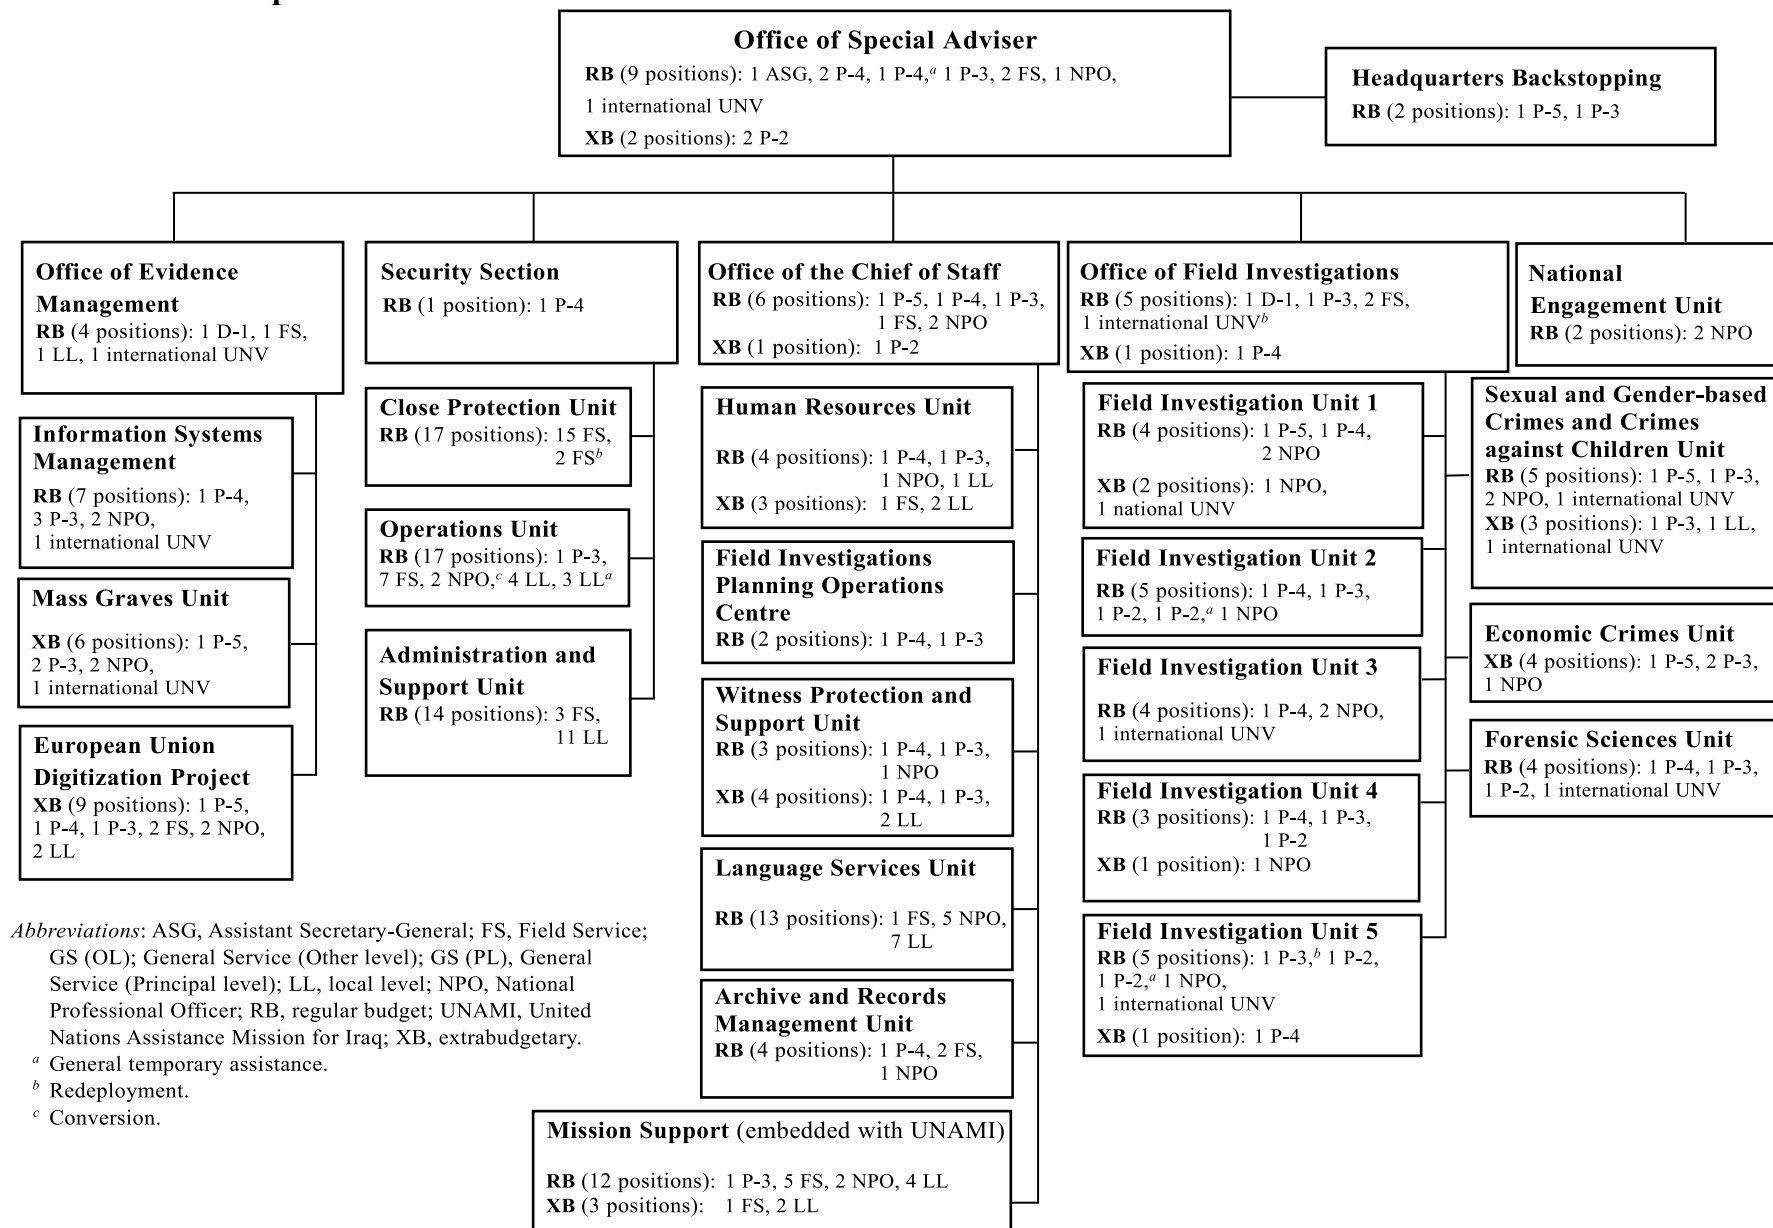 Office of Special Adviser
RB (9 positions): 1 ASG, 2 P-4, 1 P-4,ᵃ 1 P-3, 2 FS, 1 NPO,
1 international UNV
XB (2 positions): 2 P-2
Headquarters Backstopping
RB (2 positions): 1 P-5, 1 P-3
Office of Evidence
Management
RB (4 positions): 1 D-1, 1 FS,
1 LL, 1 international UNV
Information Systems
Management
RB (7 positions): 1 P-4,
3 P-3, 2 NPO,
1 international UNV
Mass Graves Unit
XB (6 positions): 1 P-5,
2 P-3, 2 NPO,
1 international UNV
European Union
Digitization Project
XB (9 positions): 1 P-5,
1 P-4, 1 P-3, 2 FS, 2 NPO,
2 LL
Security Section
RB (1 position): 1 P-4
Close Protection Unit
RB (17 positions): 15 FS,
2 FSᵇ
Operations Unit
RB (17 positions): 1 P-3,
7 FS, 2 NPO,ᶜ 4 LL, 3 LLᵃ
Administration and
Support Unit
RB (14 positions): 3 FS,
11 LL
Office of the Chief of Staff
RB (6 positions): 1 P-5, 1 P-4, 1 P-3,
1 FS, 2 NPO
XB (1 position): 1 P-2
Human Resources Unit
RB (4 positions): 1 P-4, 1 P-3,
1 NPO, 1 LL
XB (3 positions): 1 FS, 2 LL
Field Investigations
Planning Operations
Centre
RB (2 positions): 1 P-4, 1 P-3
Witness Protection and
Support Unit
RB (3 positions): 1 P-4, 1 P-3,
1 NPO
XB (4 positions): 1 P-4, 1 P-3,
2 LL
Language Services Unit
RB (13 positions): 1 FS, 5 NPO,
7 LL
Archive and Records
Management Unit
RB (4 positions): 1 P-4, 2 FS,
1 NPO
Mission Support (embedded with UNAMI)
RB (12 positions): 1 P-3, 5 FS, 2 NPO, 4 LL
XB (3 positions): 1 FS, 2 LL
Office of Field Investigations
RB (5 positions): 1 D-1, 1 P-3, 2 FS,
1 international UNVᵇ
XB (1 position): 1 P-4
Field Investigation Unit 1
RB (4 positions): 1 P-5, 1 P-4,
2 NPO
XB (2 positions): 1 NPO,
1 national UNV
Field Investigation Unit 2
RB (5 positions): 1 P-4, 1 P-3,
1 P-2, 1 P-2,ᵃ 1 NPO
Field Investigation Unit 3
RB (4 positions): 1 P-4, 2 NPO,
1 international UNV
Field Investigation Unit 4
RB (3 positions): 1 P-4, 1 P-3,
1 P-2
XB (1 position): 1 NPO
Field Investigation Unit 5
RB (5 positions): 1 P-3,ᵇ 1 P-2,
1 P-2,ᵃ 1 NPO,
1 international UNV
XB (1 position): 1 P-4
National
Engagement Unit
RB (2 positions): 2 NPO
Sexual and Gender-based
Crimes and Crimes
against Children Unit
RB (5 positions): 1 P-5, 1 P-3,
2 NPO, 1 international UNV
XB (3 positions): 1 P-3, 1 LL,
1 international UNV
Economic Crimes Unit
XB (4 positions): 1 P-5, 2 P-3,
1 NPO
Forensic Sciences Unit
RB (4 positions): 1 P-4, 1 P-3,
1 P-2, 1 international UNV
Abbreviations: ASG, Assistant Secretary-General; FS, Field Service;
GS (OL); General Service (Other level); GS (PL), General
Service (Principal level); LL, local level; NPO, National
Professional Officer; RB, regular budget; UNAMI, United
Nations Assistance Mission for Iraq; XB, extrabudgetary.
ᵃ General temporary assistance.
ᵇ Redeployment.
ᶜ Conversion.